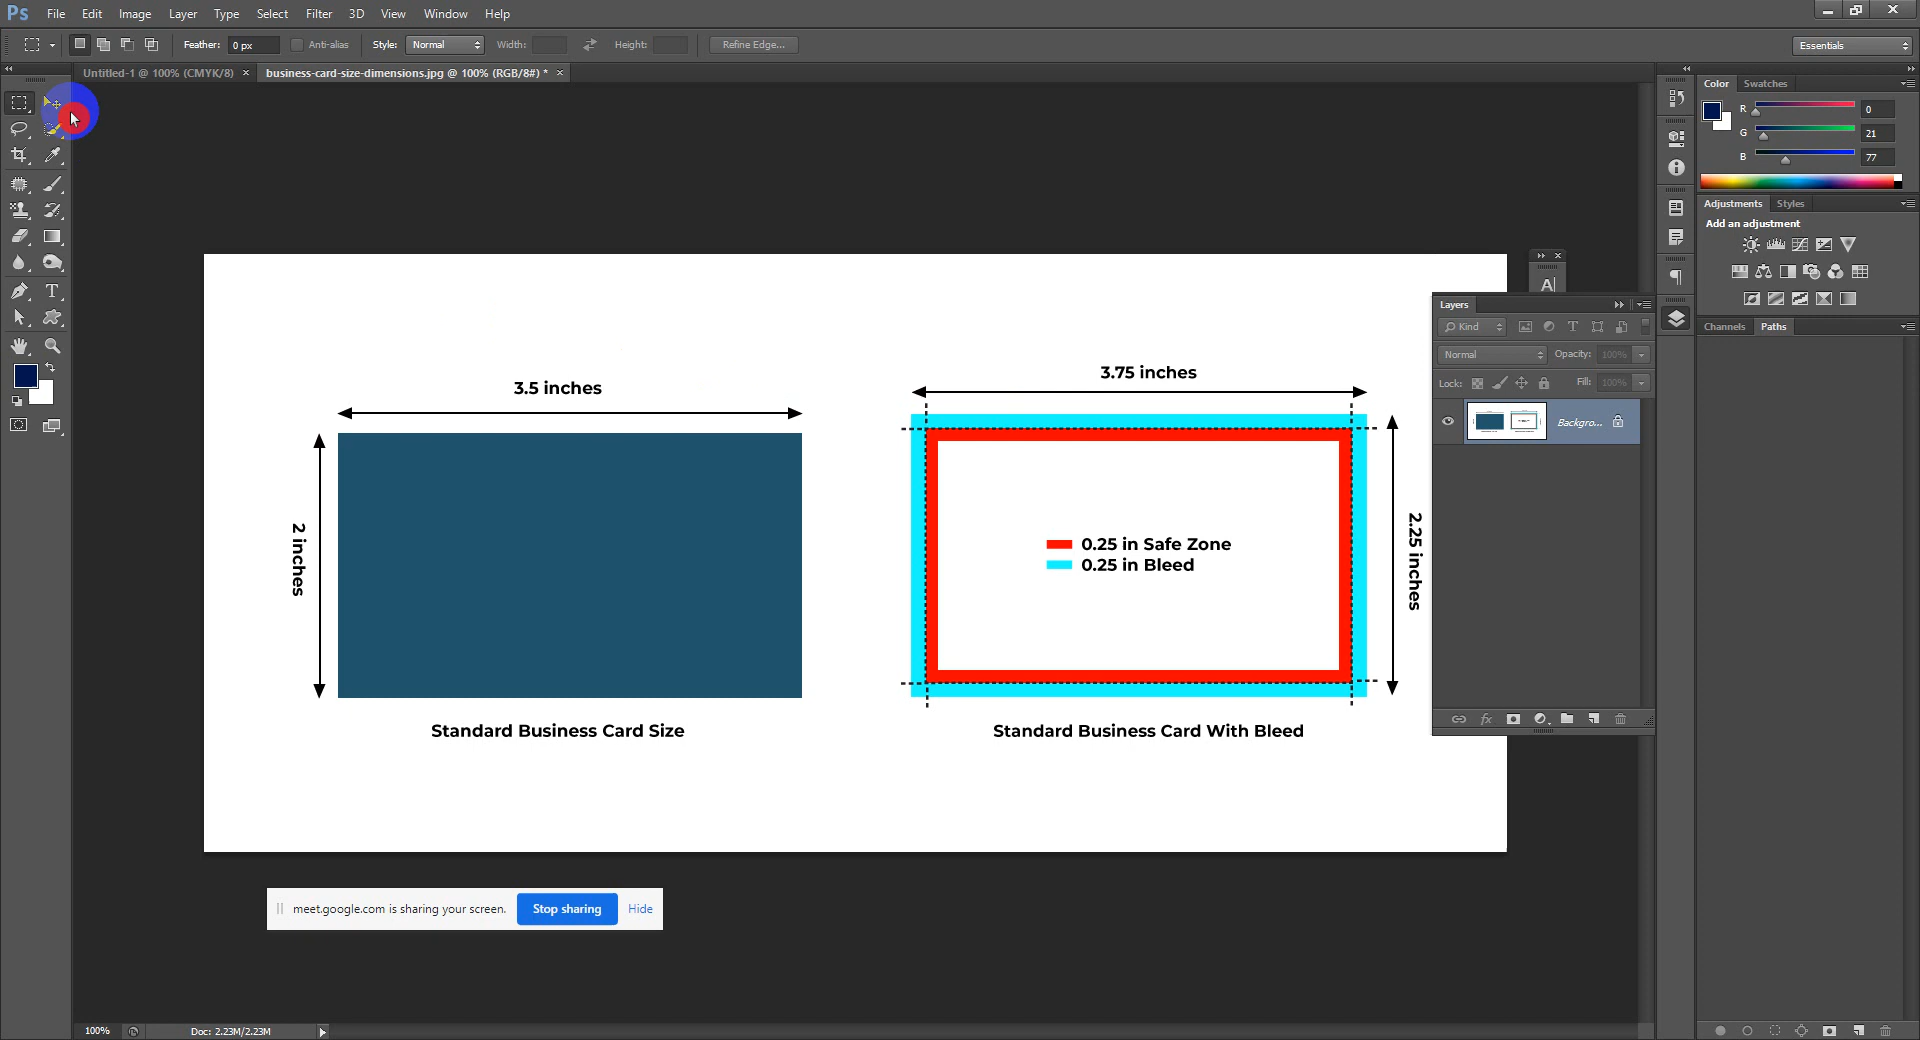 Ps File Edit Image Layer Type Select Filter 3D View Window Help
Feather: 0 px Anti-alias Style: Normal Width: Height: Refine Edge... Essentials
Untitled-1 @ 100% (CMYK/8) × business-card-size-dimensions.jpg @ 100% (RGB/8#) * ×
Color Swatches
R 0
G 21
B 77
Adjustments Styles
Add an adjustment
Channels Paths
A|
Layers
Kind
Normal Opacity: 100%
Lock: Fill: 100%
Backgro...
3.5 inches
2 inches
Standard Business Card Size
3.75 inches
0.25 in Safe Zone
0.25 in Bleed
2.25 inches
Standard Business Card With Bleed
meet.google.com is sharing your screen. Stop sharing Hide
100% Doc: 2.23M/2.23M